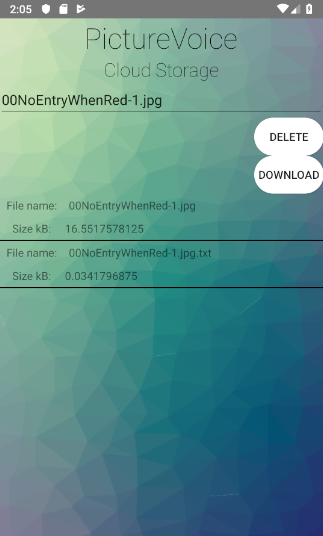 2:05
PictureVoice
Cloud Storage
00NoEntryWhenRed-1.jpg
DELETE
DOWNLOAD
File name: 00NoEntryWhenRed-1.jpg
Size kB: 16.5517578125
File name: 00NoEntryWhenRed-1.jpg.txt
Size kB: 0.0341796875